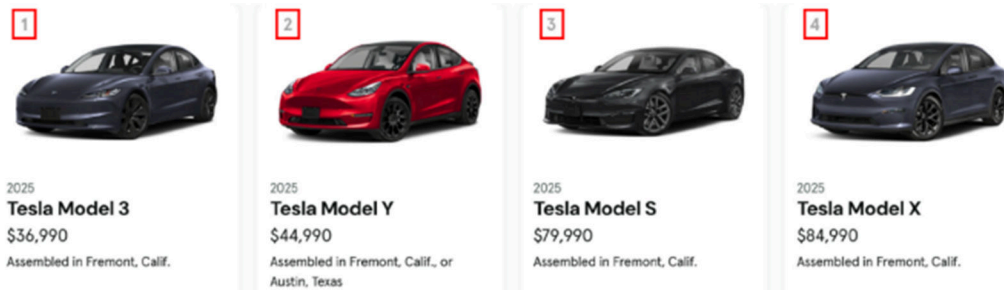 1
2025
Tesla Model 3
$36,990
Assembled in Fremont, Calif.
2
2025
Tesla Model Y
$44,990
Assembled in Fremont, Calif., or
Austin, Texas
3
2025
Tesla Model S
$79,990
Assembled in Fremont, Calif.
4
2025
Tesla Model X
$84,990
Assembled in Fremont, Calif.